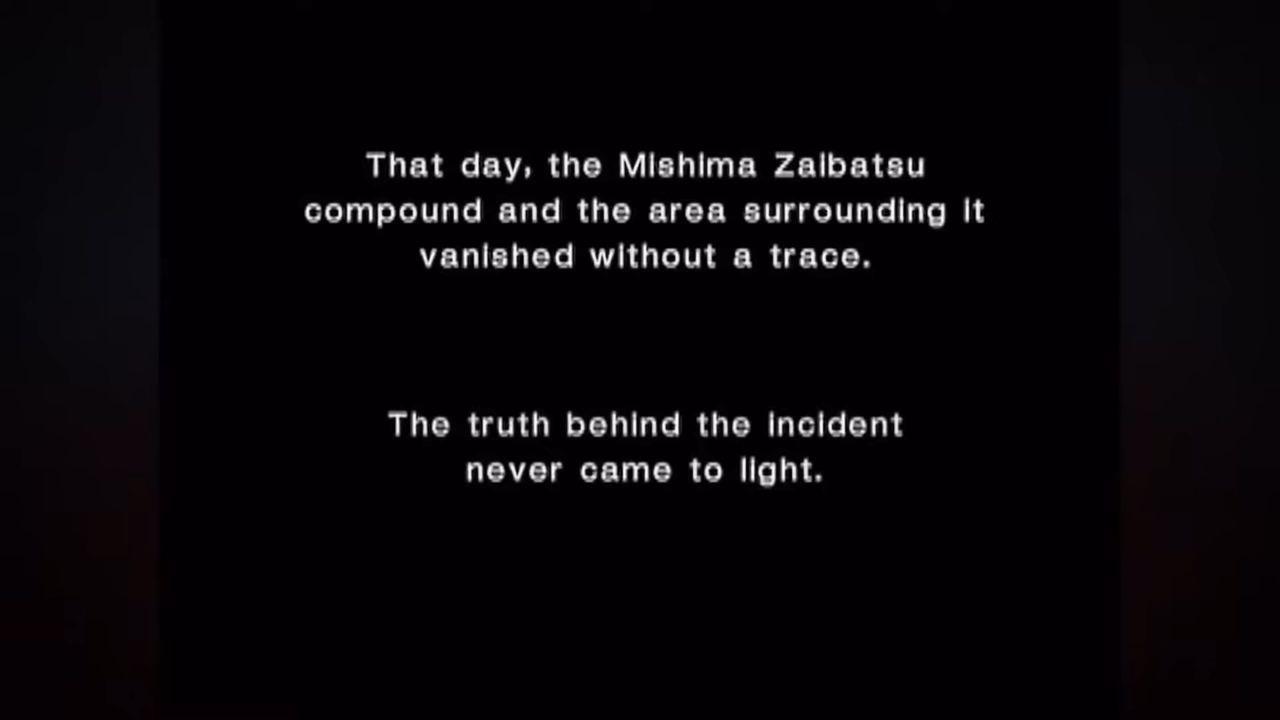 That day, the Mishima Zaibatsu
compound and the area surrounding it
vanished without a trace.
The truth behind the incident
never came to light.